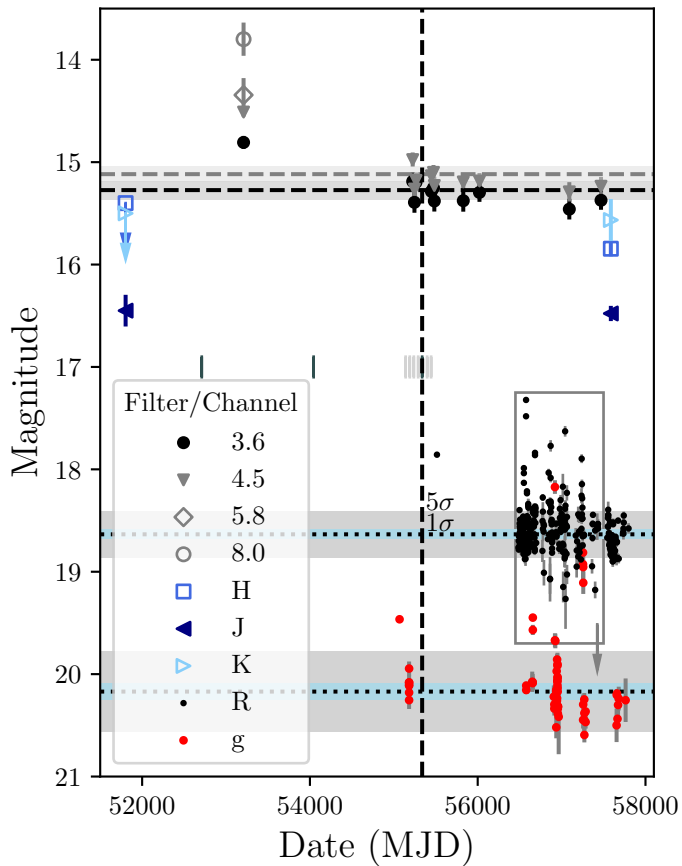 14
15
16
17
18
19
20
21
Magnitude
Filter/Channel
3.6
4.5
5.8
8.0
H
J
K
R
g
5σ
1σ
52000 54000 56000 58000
Date (MJD)